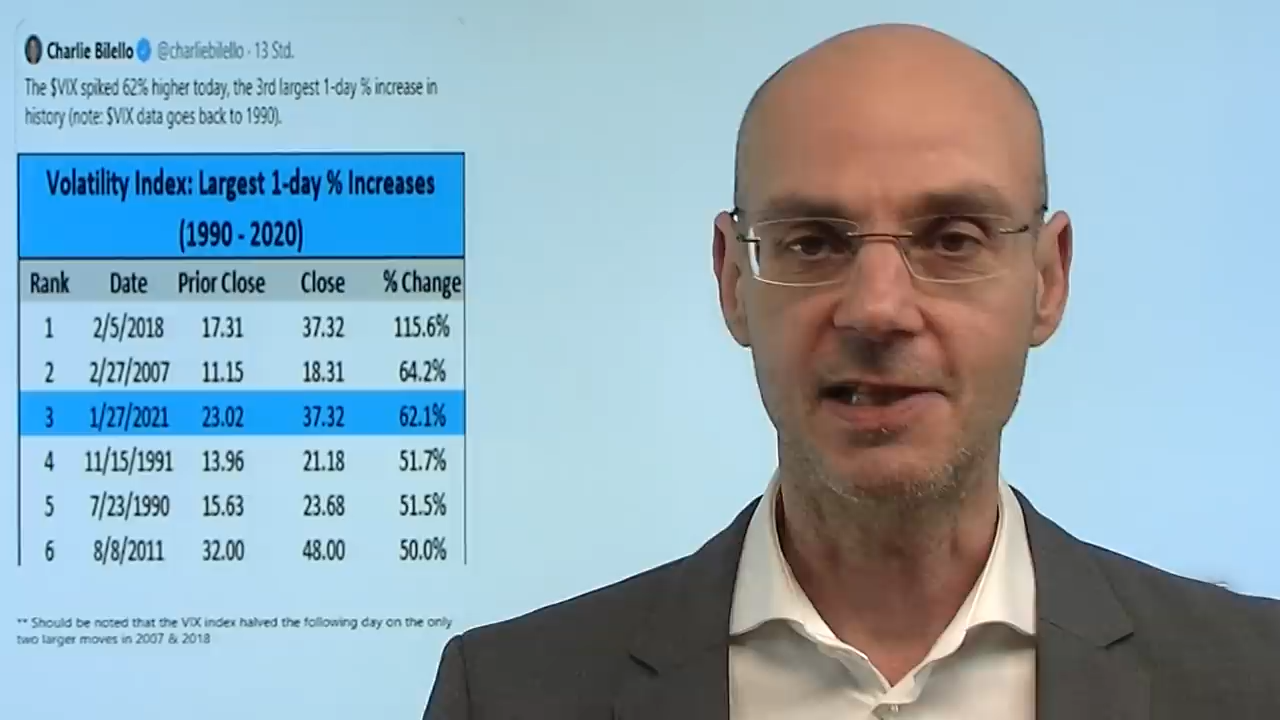 Charlie Bilello @charliebilello · 13 Std.
The $VIX spiked 62% higher today, the 3rd largest 1-day % increase in
history (note: $VIX data goes back to 1990).
Volatility Index: Largest 1-day % Increases
(1990 - 2020)
Rank Date Prior Close Close % Change
1 2/5/2018 17.31 37.32 115.6%
2 2/27/2007 11.15 18.31 64.2%
3 1/27/2021 23.02 37.32 62.1%
4 11/15/1991 13.96 21.18 51.7%
5 7/23/1990 15.63 23.68 51.5%
6 8/8/2011 32.00 48.00 50.0%
** Should be noted that the VIX index halved the following day on the only
two larger moves in 2007 & 2018